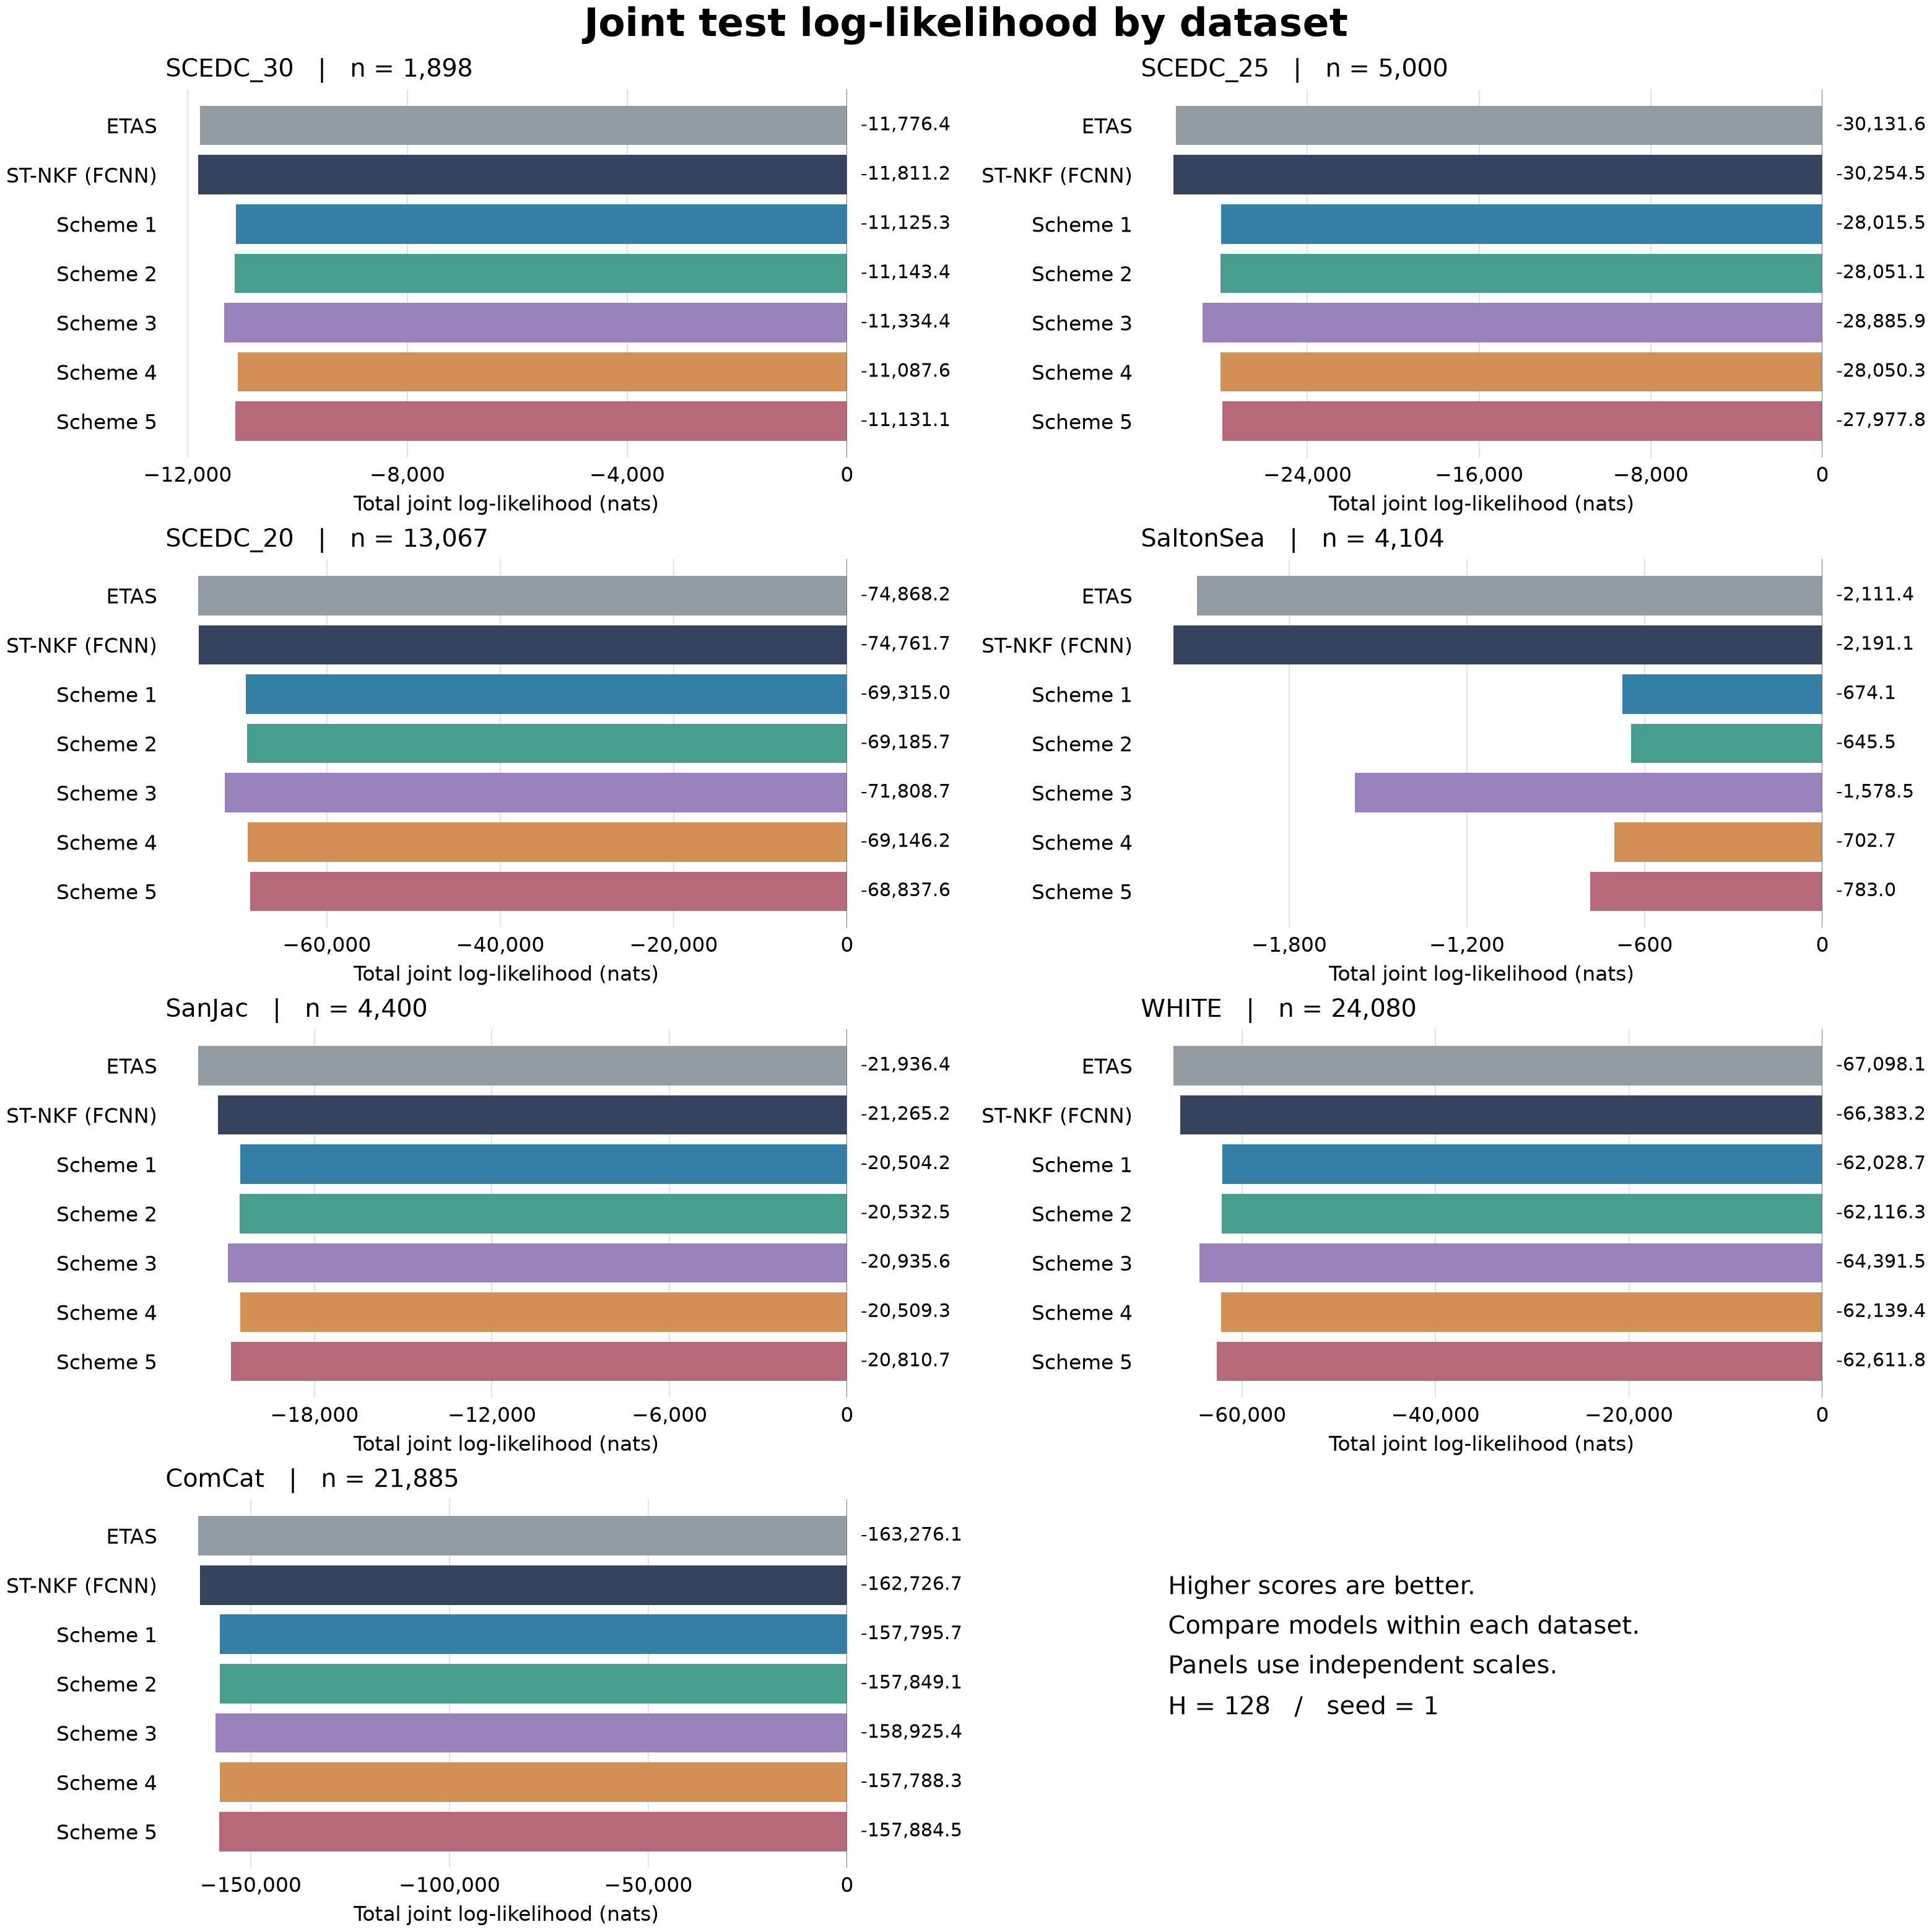 Joint test log-likelihood by dataset
SCEDC_30 | n = 1,898
ETAS -11,776.4
ST-NKF (FCNN) -11,811.2
Scheme 1 -11,125.3
Scheme 2 -11,143.4
Scheme 3 -11,334.4
Scheme 4 -11,087.6
Scheme 5 -11,131.1
−12,000 −8,000 −4,000 0
Total joint log-likelihood (nats)
SCEDC_25 | n = 5,000
ETAS -30,131.6
ST-NKF (FCNN) -30,254.5
Scheme 1 -28,015.5
Scheme 2 -28,051.1
Scheme 3 -28,885.9
Scheme 4 -28,050.3
Scheme 5 -27,977.8
−24,000 −16,000 −8,000 0
Total joint log-likelihood (nats)
SCEDC_20 | n = 13,067
ETAS -74,868.2
ST-NKF (FCNN) -74,761.7
Scheme 1 -69,315.0
Scheme 2 -69,185.7
Scheme 3 -71,808.7
Scheme 4 -69,146.2
Scheme 5 -68,837.6
−60,000 −40,000 −20,000 0
Total joint log-likelihood (nats)
SaltonSea | n = 4,104
ETAS -2,111.4
ST-NKF (FCNN) -2,191.1
Scheme 1 -674.1
Scheme 2 -645.5
Scheme 3 -1,578.5
Scheme 4 -702.7
Scheme 5 -783.0
−1,800 −1,200 −600 0
Total joint log-likelihood (nats)
SanJac | n = 4,400
ETAS -21,936.4
ST-NKF (FCNN) -21,265.2
Scheme 1 -20,504.2
Scheme 2 -20,532.5
Scheme 3 -20,935.6
Scheme 4 -20,509.3
Scheme 5 -20,810.7
−18,000 −12,000 −6,000 0
Total joint log-likelihood (nats)
WHITE | n = 24,080
ETAS -67,098.1
ST-NKF (FCNN) -66,383.2
Scheme 1 -62,028.7
Scheme 2 -62,116.3
Scheme 3 -64,391.5
Scheme 4 -62,139.4
Scheme 5 -62,611.8
−60,000 −40,000 −20,000 0
Total joint log-likelihood (nats)
ComCat | n = 21,885
ETAS -163,276.1
ST-NKF (FCNN) -162,726.7
Scheme 1 -157,795.7
Scheme 2 -157,849.1
Scheme 3 -158,925.4
Scheme 4 -157,788.3
Scheme 5 -157,884.5
−150,000 −100,000 −50,000 0
Total joint log-likelihood (nats)
Higher scores are better.
Compare models within each dataset.
Panels use independent scales.
H = 128 / seed = 1